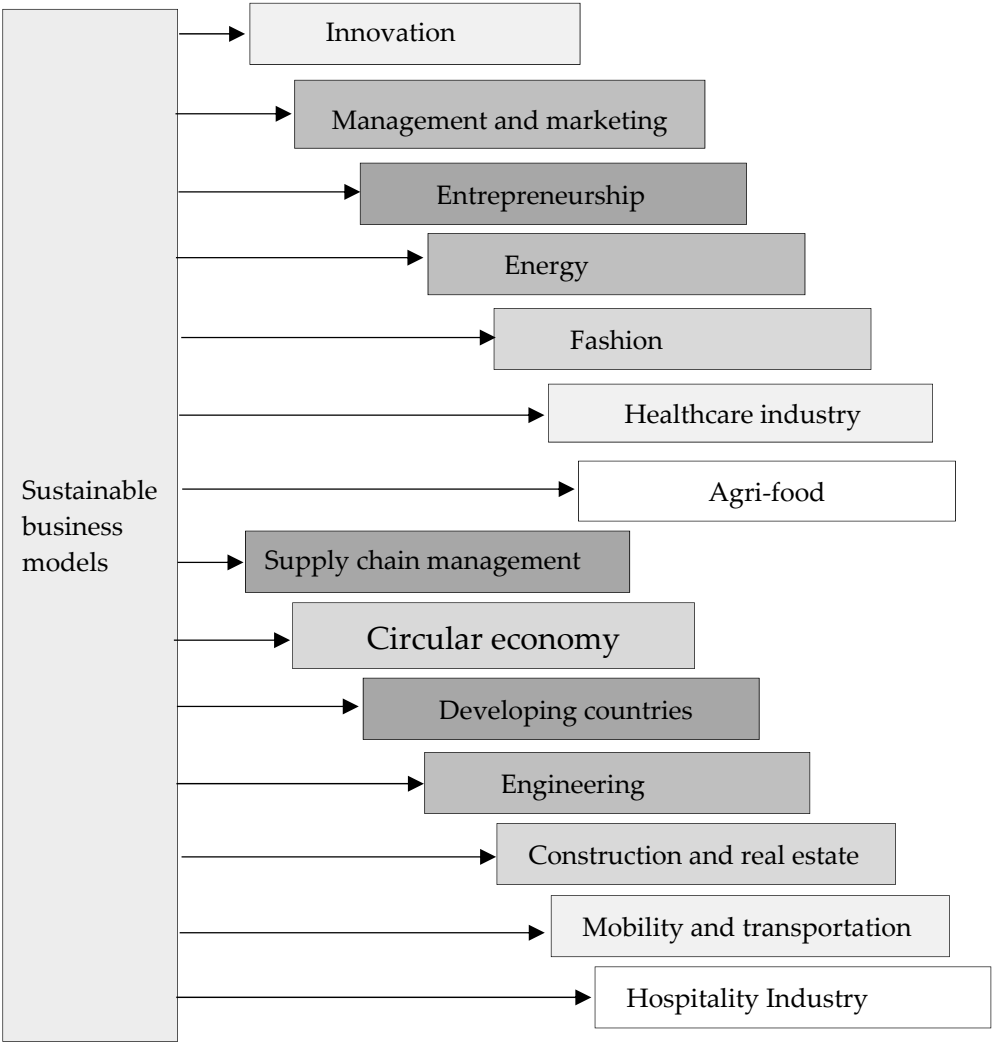 Innovation
Management and marketing
Entrepreneurship
Energy
Fashion
Healthcare industry
Agri-food
Sustainable
business
models
Supply chain management
Circular economy
Developing countries
Engineering
Construction and real estate
Mobility and transportation
Hospitality Industry